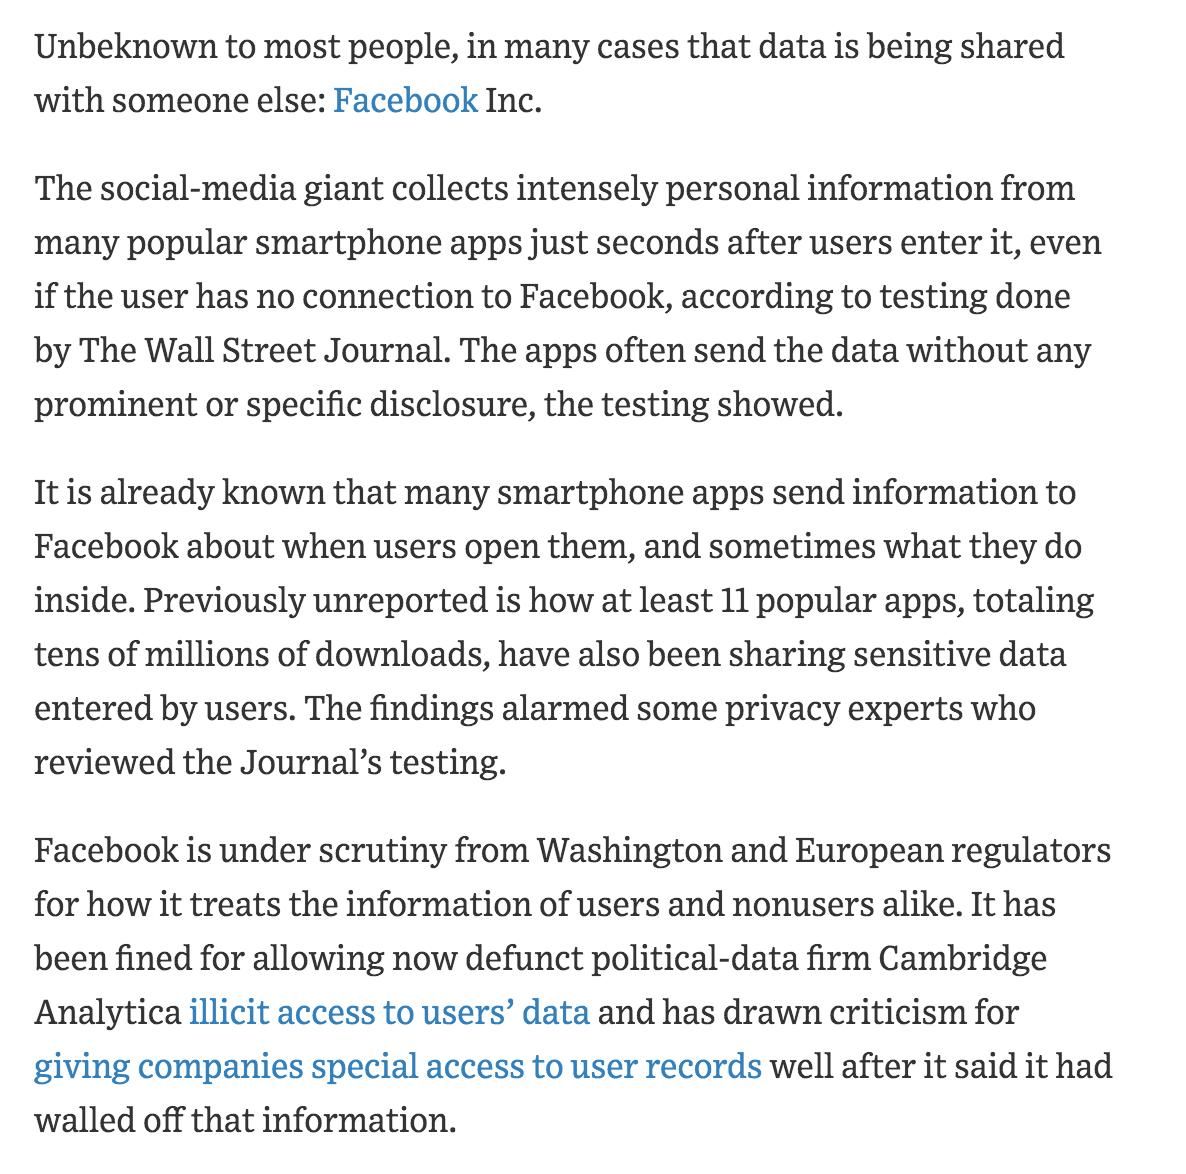 Unbeknown to most people, in many cases that data is being shared
with someone else: Facebook Inc.
The social-media giant collects intensely personal information from
many popular smartphone apps just seconds after users enter it, even
if the user has no connection to Facebook, according to testing done
by The Wall Street Journal. The apps often send the data without any
prominent or specific disclosure, the testing showed.
It is already known that many smartphone apps send information to
Facebook about when users open them, and sometimes what they do
inside. Previously unreported is how at least 11 popular apps, totaling
tens of millions of downloads, have also been sharing sensitive data
entered by users. The findings alarmed some privacy experts who
reviewed the Journal’s testing.
Facebook is under scrutiny from Washington and European regulators
for how it treats the information of users and nonusers alike. It has
been fined for allowing now defunct political-data firm Cambridge
Analytica illicit access to users’ data and has drawn criticism for
giving companies special access to user records well after it said it had
walled off that information.